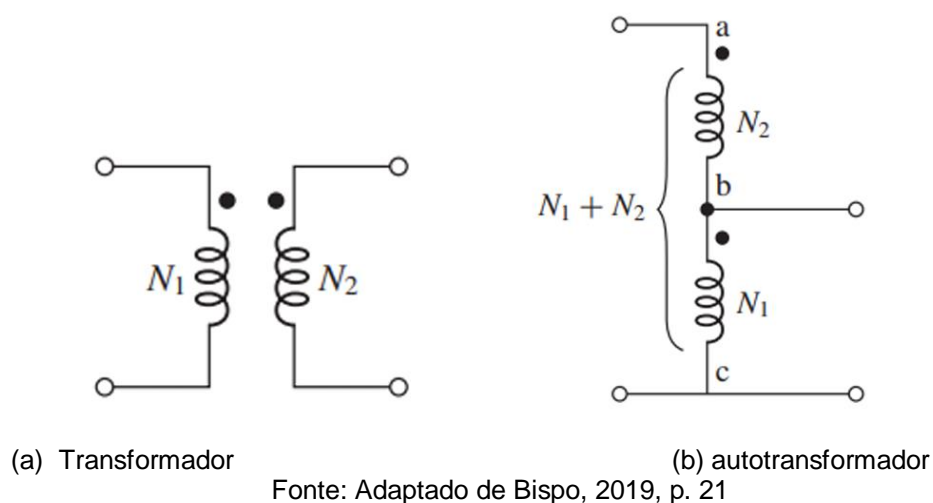 a
N₂
b
N₁ + N₂
N₁ N₂
N₁
c
(a) Transformador (b) autotransformador
Fonte: Adaptado de Bispo, 2019, p. 21